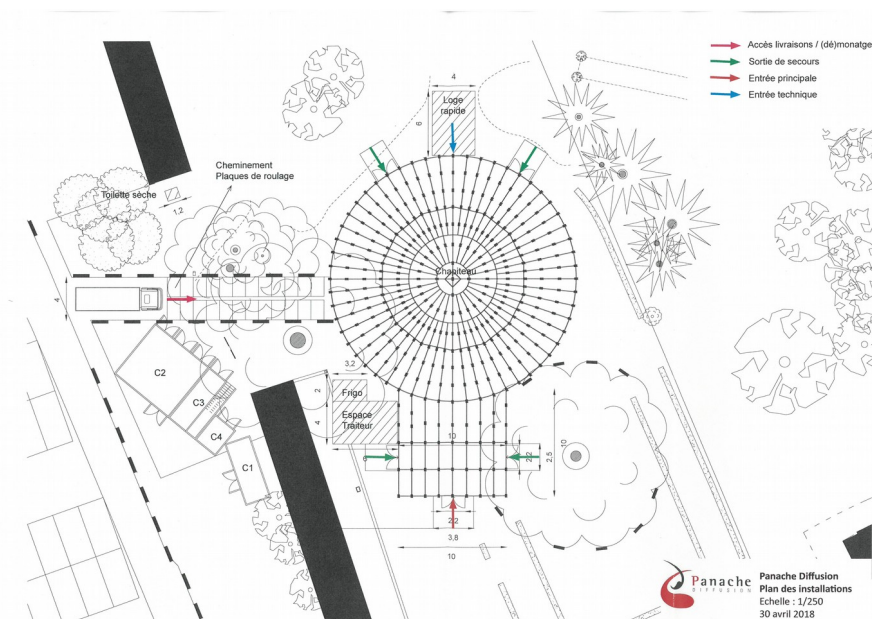 Accès livraisons / (dé)monatge
Sortie de secours
Entrée principale
Entrée technique
4
Loge
rapide
6
Cheminement
Plaques de roulage
Toilette sèche
1,2
Chapiteau
4
C2
C3
C4
C1
3,2
2
Frigo
4
Espace
Traiteur
6
10
2,2
2,5
10
2,2
3,8
10
Panache
DIFFUSION
Panache Diffusion
Plan des installations
Echelle : 1/250
30 avril 2018